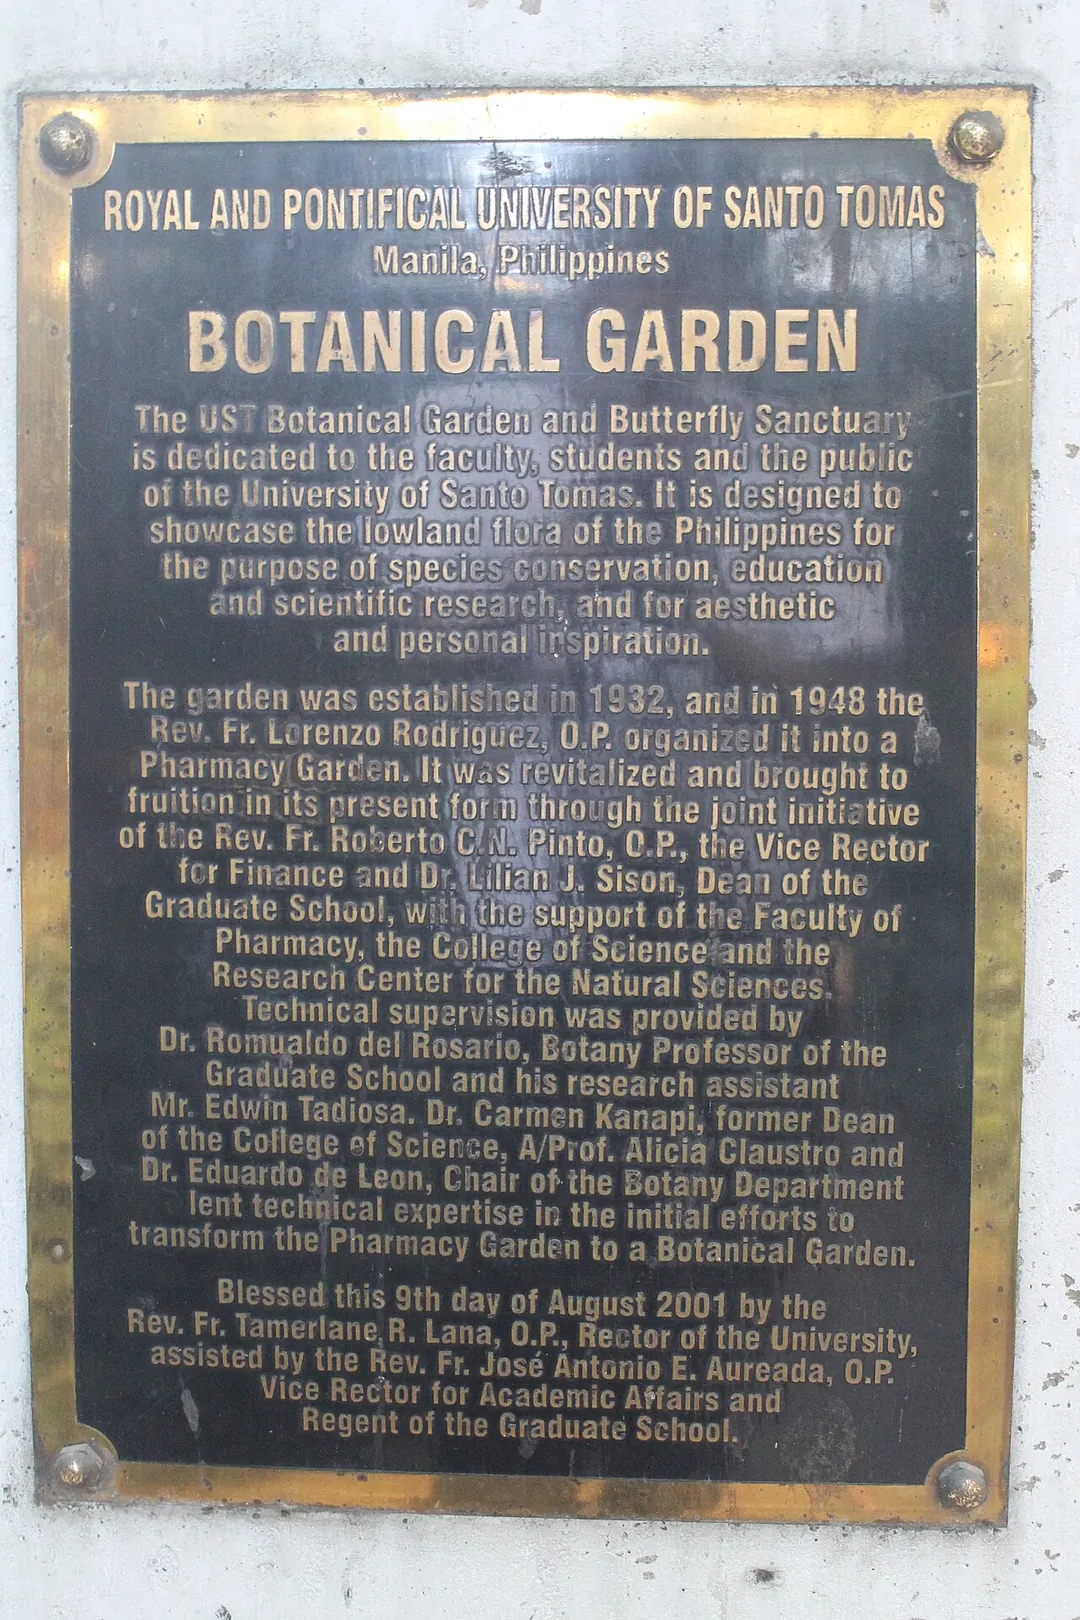 ROYAL AND PONTIFICAL UNIVERSITY OF SANTO TOMAS
Manila, Philippines
BOTANICAL GARDEN
The UST Botanical Garden and Butterfly Sanctuary
is dedicated to the faculty, students and the public
of the University of Santo Tomas. It is designed to
showcase the lowland flora of the Philippines for
the purpose of species conservation, education
and scientific research, and for aesthetic
and personal inspiration.
The garden was established in 1932, and in 1948 the
Rev. Fr. Lorenzo Rodriguez, O.P. organized it into a
Pharmacy Garden. It was revitalized and brought to
fruition in its present form through the joint initiative
of the Rev. Fr. Roberto C.N. Pinto, O.P., the Vice Rector
for Finance and Dr. Lilian J. Sison, Dean of the
Graduate School, with the support of the Faculty of
Pharmacy, the College of Science and the
Research Center for the Natural Sciences.
Technical supervision was provided by
Dr. Romualdo del Rosario, Botany Professor of the
Graduate School and his research assistant
Mr. Edwin Tadiosa. Dr. Carmen Kanapi, former Dean
of the College of Science, A/Prof. Alicia Claustro and
Dr. Eduardo de Leon, Chair of the Botany Department
lent technical expertise in the initial efforts to
transform the Pharmacy Garden to a Botanical Garden.
Blessed this 9th day of August 2001 by the
Rev. Fr. Tamerlane R. Lana, O.P., Rector of the University,
assisted by the Rev. Fr. José Antonio E. Aureada, O.P.
Vice Rector for Academic Affairs and
Regent of the Graduate School.